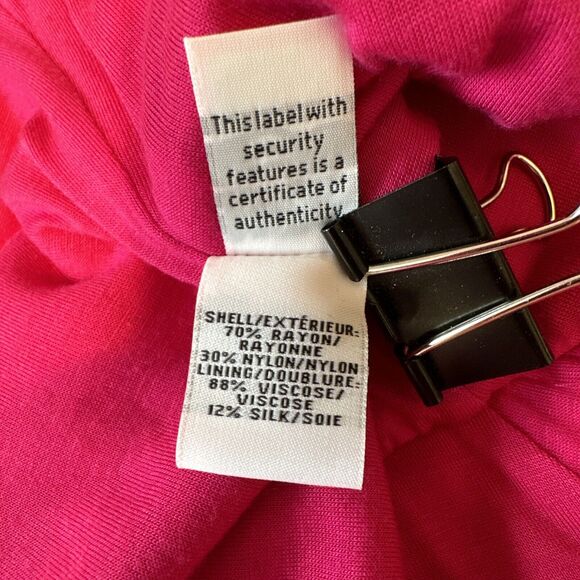 This label with
security
features is a
certificate of
authenticity
SHELL/EXTÉRIEUR:
70% RAYON/
RAYONNE
30% NYLON/NYLON
LINING/DOUBLURE:
88% VISCOSE/
VISCOSE
12% SILK/SOIE